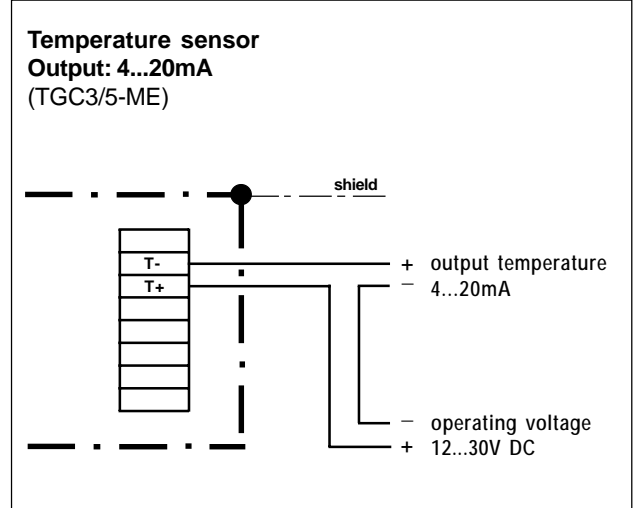 Temperature sensor
Output: 4...20mA
(TGC3/5-ME)
shield
T-
+ output temperature
T+
− 4...20mA
− operating voltage
+ 12...30V DC